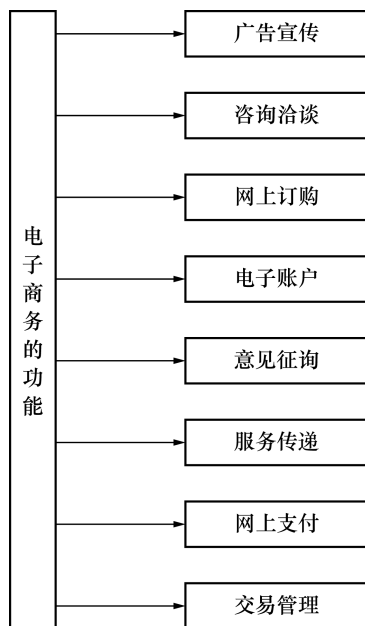 电子商务的功能
广告宣传
咨询洽谈
网上订购
电子账户
意见征询
服务传递
网上支付
交易管理